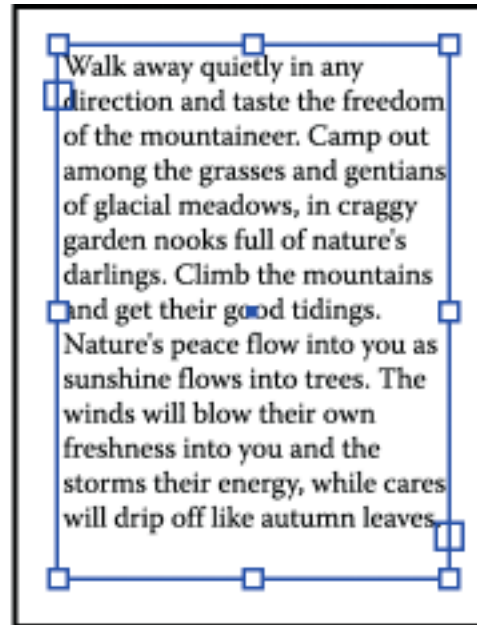 Walk away quietly in any
direction and taste the freedom
of the mountaineer. Camp out
among the grasses and gentians
of glacial meadows, in craggy
garden nooks full of nature's
darlings. Climb the mountains
and get their good tidings.
Nature's peace flow into you as
sunshine flows into trees. The
winds will blow their own
freshness into you and the
storms their energy, while cares
will drip off like autumn leaves.